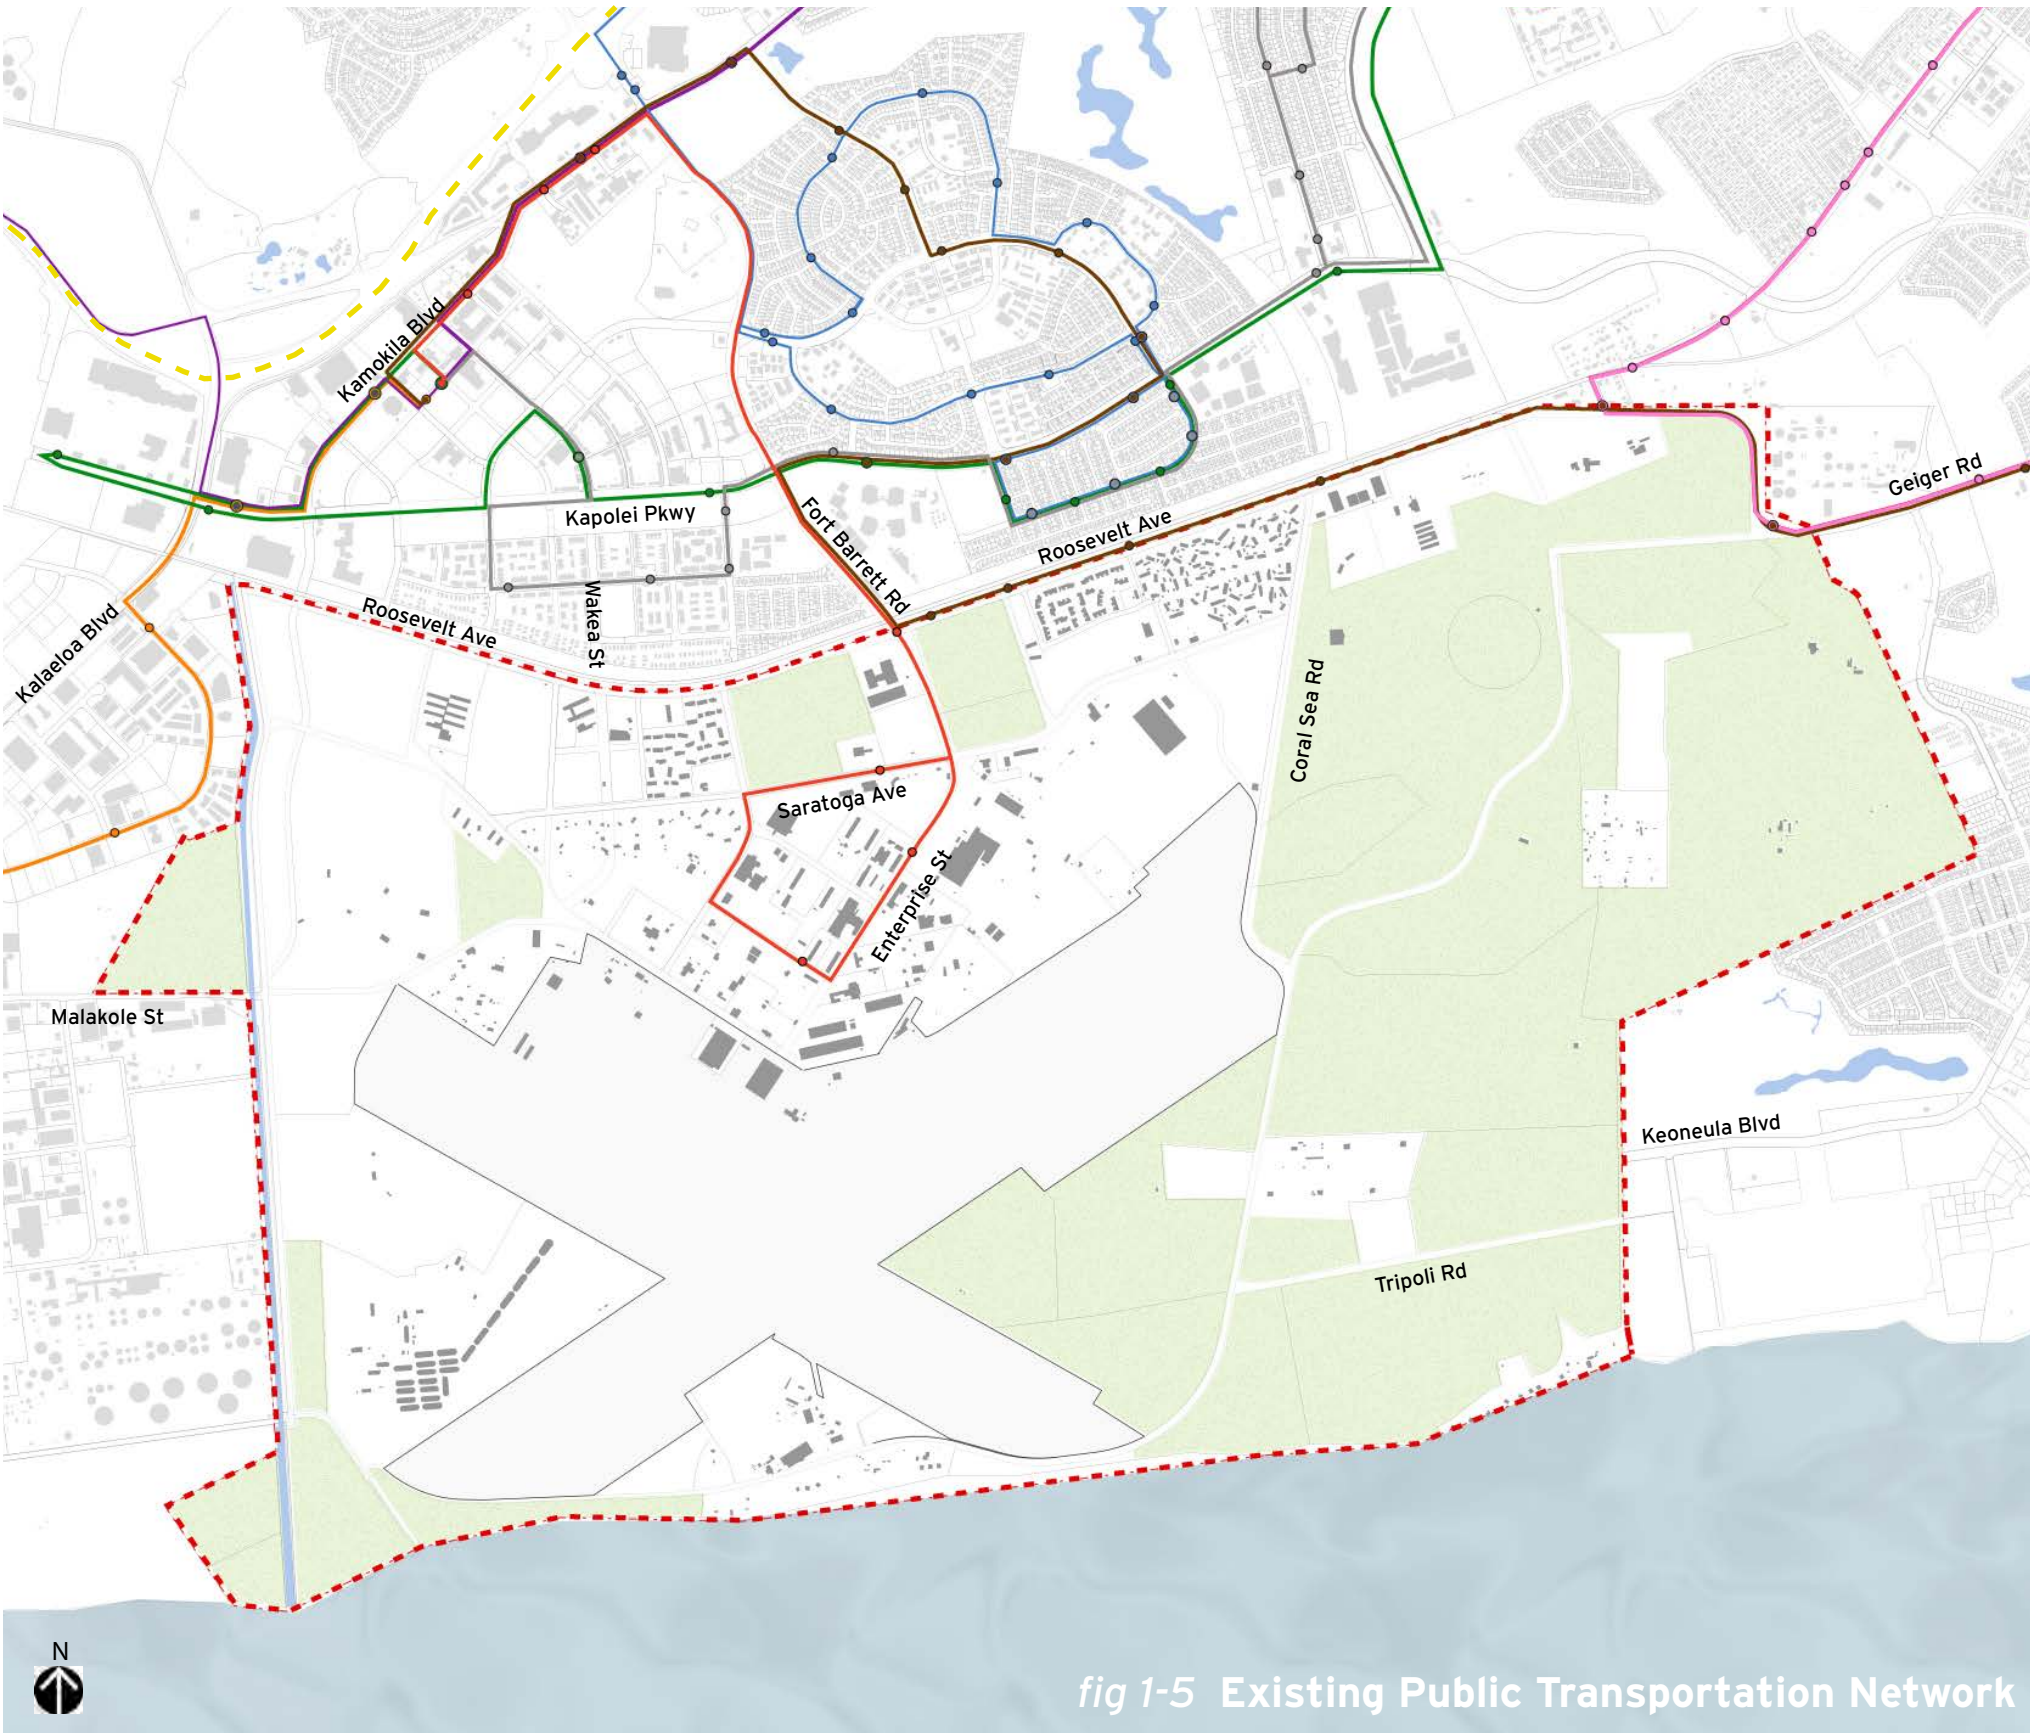 Kamokila Blvd
Geiger Rd
Kapolei Pkwy
Fort Barrett Rd
Roosevelt Ave
Wakea St
Roosevelt Ave
Kalaeloa Blvd
Coral Sea Rd
Saratoga Ave
Enterprise St
Malakole St
Keoneula Blvd
Tripoli Rd
N
fig 1-5 Existing Public Transportation Network